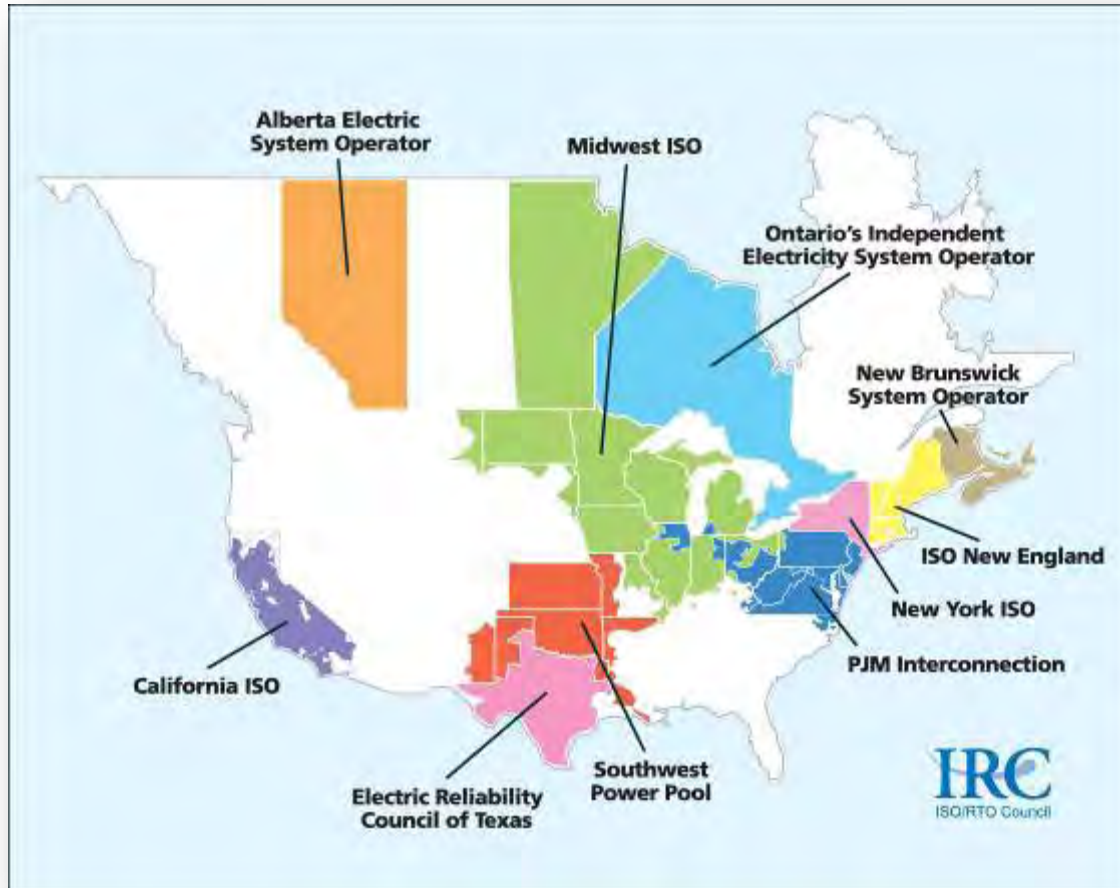 Alberta Electric
System Operator
Midwest ISO
Ontario's Independent
Electricity System Operator
New Brunswick
System Operator
ISO New England
New York ISO
PJM Interconnection
California ISO
Southwest
Power Pool
Electric Reliability
Council of Texas
IRC
ISO/RTO Council